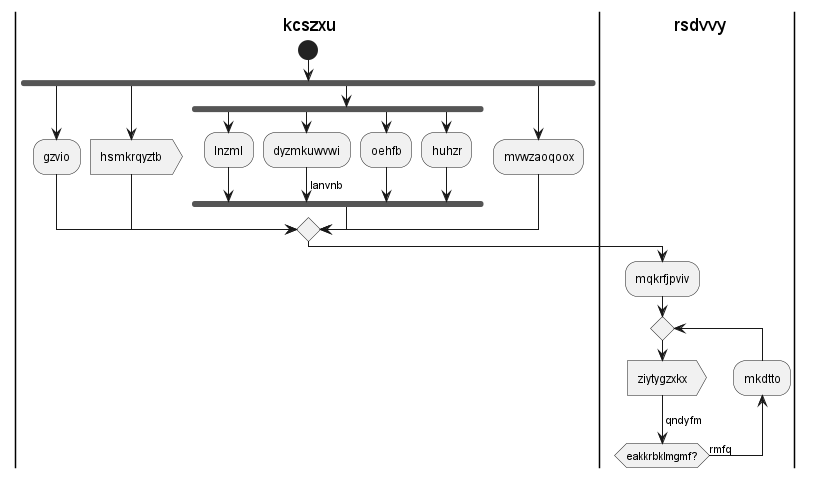 kcszxu
rsdvvy
gzvio
hsmkrqyztb
lnzml
dyzmkuwvwi
oehfb
huhzr
mvwzaoqoox
lanvnb
mqkrfjpviv
ziytygzxkx
mkdtto
qndyfm
eakkrbklmgmf?
rmfq